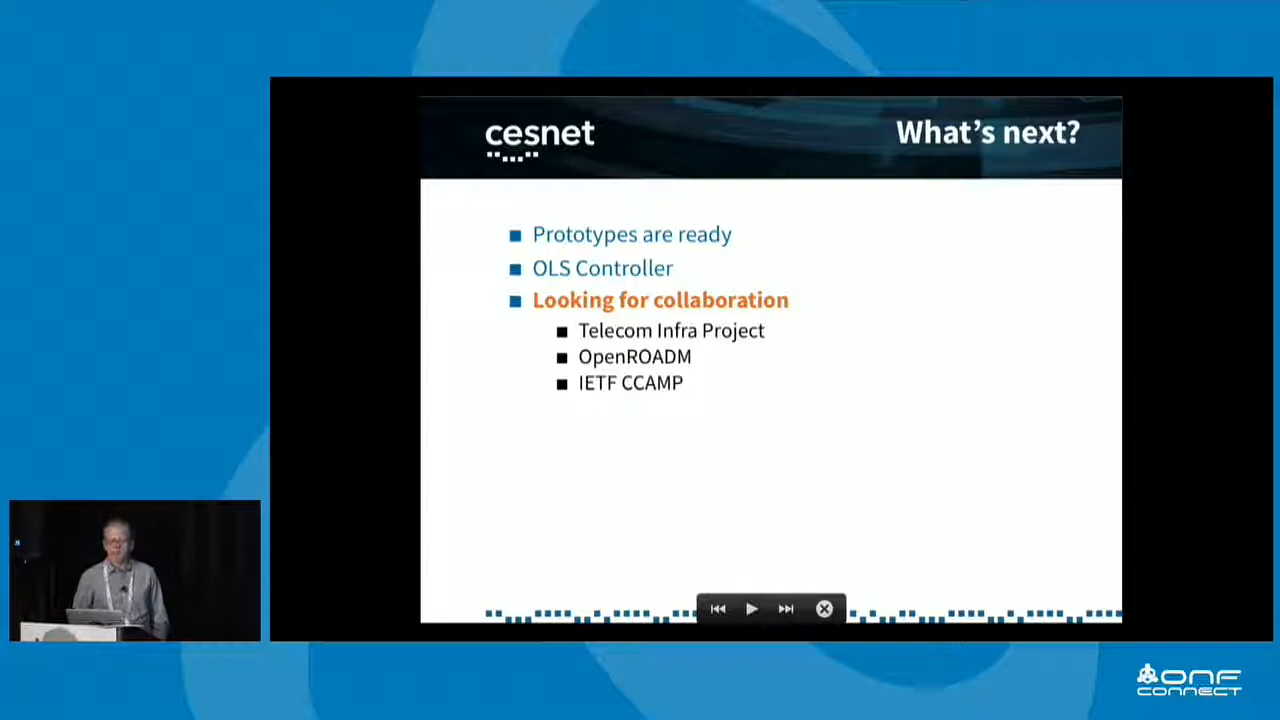 cesnet
What's next?
Prototypes are ready
OLS Controller
Looking for collaboration
Telecom Infra Project
OpenROADM
IETF CCAMP
ONF
CONNECT